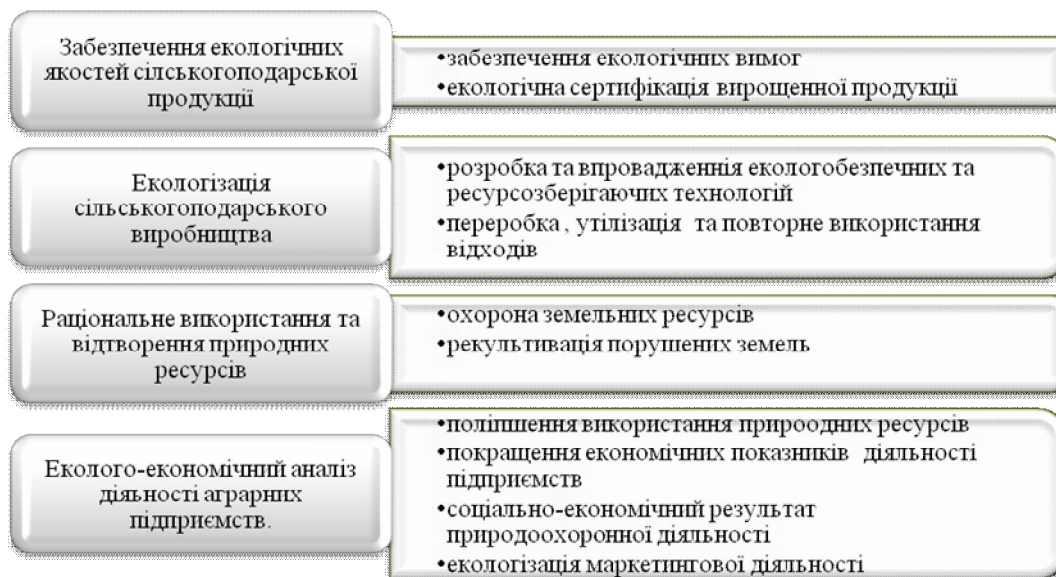 Забезпечення екологічних
якостей сілськогоподарської
продукції
•забезпечення екологічних вимог
•екологічна сертифікація вирощенної продукції
Екологізація
сільськогоподарського
виробництва
•розробка та впровадженнія екологобезпечних та
ресурсозберігаючих технологій
•переробка , утилізація та повторне використання
відходів
Раціональне використання та
відтворення природних
ресурсів
•охорона земельних ресурсів
•рекультивація порушених земель
Еколого-економічний аналіз
діяьності аграрних
підприємств.
•поліпшення використання прироодних ресурсів
•покращення економічних показників діяльності
підприємств
•соціально-економічний результат
природоохоронної діяльності
•екологізація маркетингової діяльності